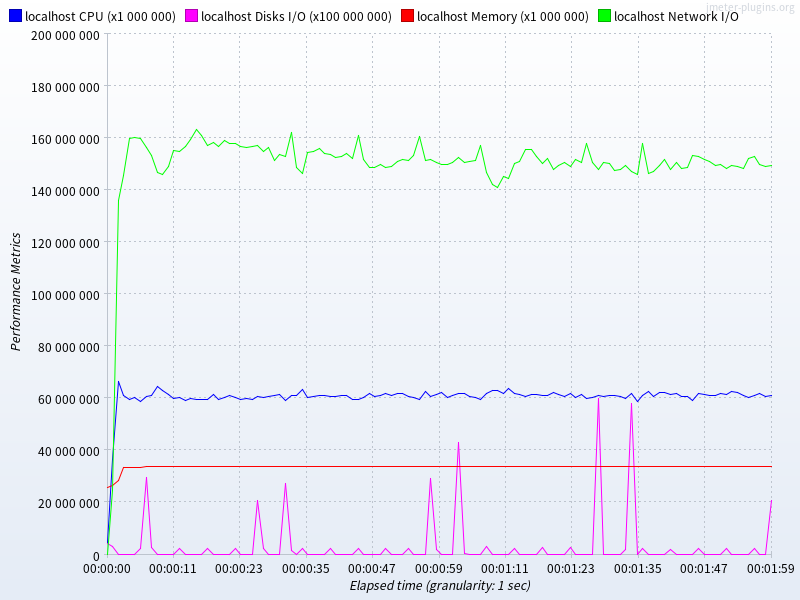 jmeter-plugins.org
localhost CPU (x1 000 000) localhost Disks I/O (x100 000 000) localhost Memory (x1 000 000) localhost Network I/O
200 000 000
180 000 000
160 000 000
140 000 000
120 000 000
100 000 000
80 000 000
60 000 000
40 000 000
20 000 000
0
Performance Metrics
00:00:00 00:00:11 00:00:23 00:00:35 00:00:47 00:00:59 00:01:11 00:01:23 00:01:35 00:01:47 00:01:59
Elapsed time (granularity: 1 sec)